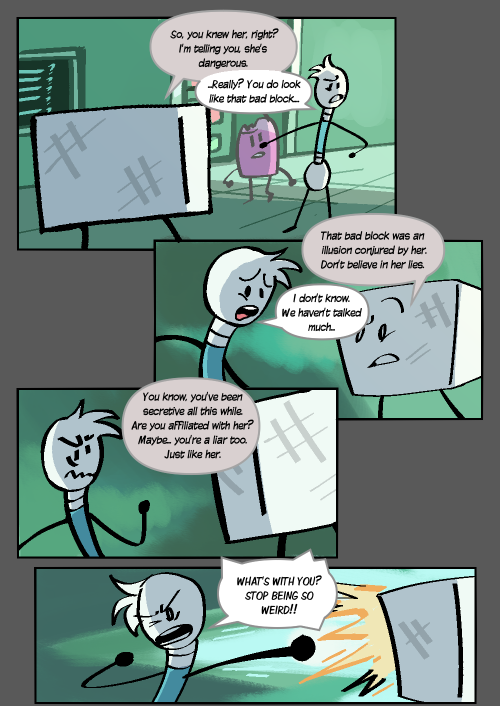 So, you knew her, right?
I'm telling you, she's
dangerous.
..Really? You do look
like that bad block...
That bad block was an
illusion conjured by her.
Don't believe in her lies.
I don't know.
We haven't talked
much..
You know, you've been
secretive all this while.
Are you affiliated with her?
Maybe.. you're a liar too.
Just like her.
WHAT'S WITH YOU?
STOP BEING SO
WEIRD!!